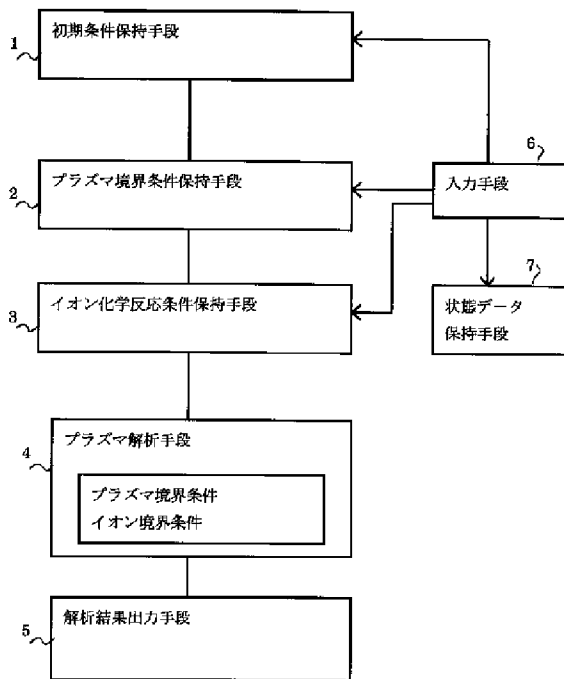 1
初期条件保持手段
6
入力手段
2
プラズマ境界条件保持手段
7
状態データ
保持手段
3
イオン化学反応条件保持手段
4
プラズマ解析手段
プラズマ境界条件
イオン境界条件
5
解析結果出力手段